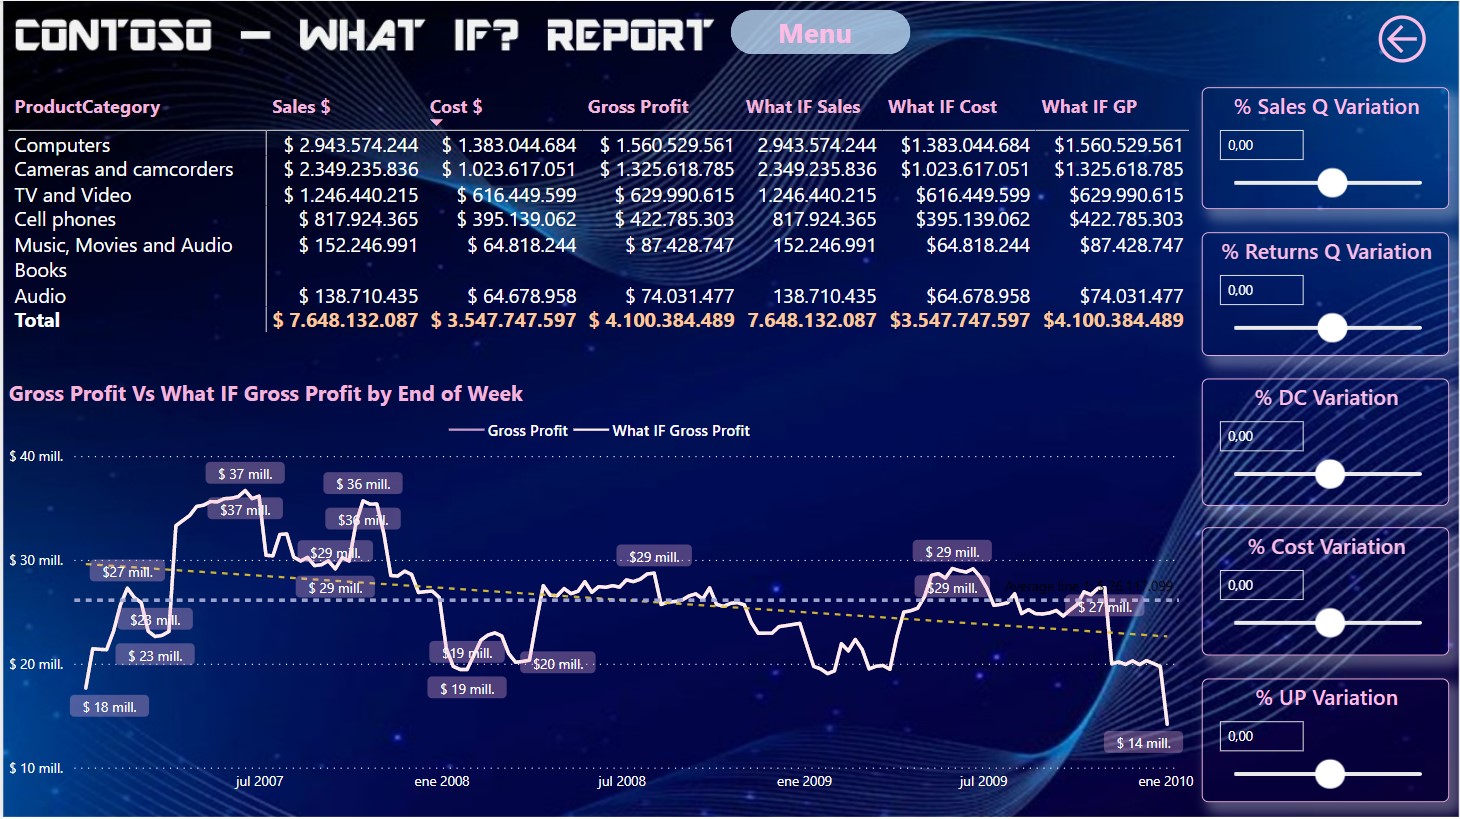 CONTOSO - WHAT IF? REPORT
Menu
ProductCategory Sales $ Cost $ Gross Profit What IF Sales What IF Cost What IF GP
Computers $ 2.943.574.244 $ 1.383.044.684 $ 1.560.529.561 2.943.574.244 $1.383.044.684 $1.560.529.561
Cameras and camcorders $ 2.349.235.836 $ 1.023.617.051 $ 1.325.618.785 2.349.235.836 $1.023.617.051 $1.325.618.785
TV and Video $ 1.246.440.215 $ 616.449.599 $ 629.990.615 1.246.440.215 $616.449.599 $629.990.615
Cell phones $ 817.924.365 $ 395.139.062 $ 422.785.303 817.924.365 $395.139.062 $422.785.303
Music, Movies and Audio $ 152.246.991 $ 64.818.244 $ 87.428.747 152.246.991 $64.818.244 $87.428.747
Books
Audio $ 138.710.435 $ 64.678.958 $ 74.031.477 138.710.435 $64.678.958 $74.031.477
Total $ 7.648.132.087 $ 3.547.747.597 $ 4.100.384.489 7.648.132.087 $3.547.747.597 $4.100.384.489
% Sales Q Variation
0,00
% Returns Q Variation
0,00
% DC Variation
0,00
% Cost Variation
0,00
% UP Variation
0,00
Gross Profit Vs What IF Gross Profit by End of Week
Gross Profit What IF Gross Profit
$ 40 mill.
$ 30 mill.
$ 20 mill.
$ 10 mill.
$ 37 mill.
$ 36 mill.
$37 mill.
$36 mill.
$29 mill.
$29 mill.
$ 29 mill.
$27 mill.
$ 29 mill.
$29 mill.
Average line 1
$ 27 mill.
$23 mill.
$ 23 mill.
$19 mill.
$20 mill.
$ 19 mill.
$ 18 mill.
$ 14 mill.
jul 2007 ene 2008 jul 2008 ene 2009 jul 2009 ene 2010